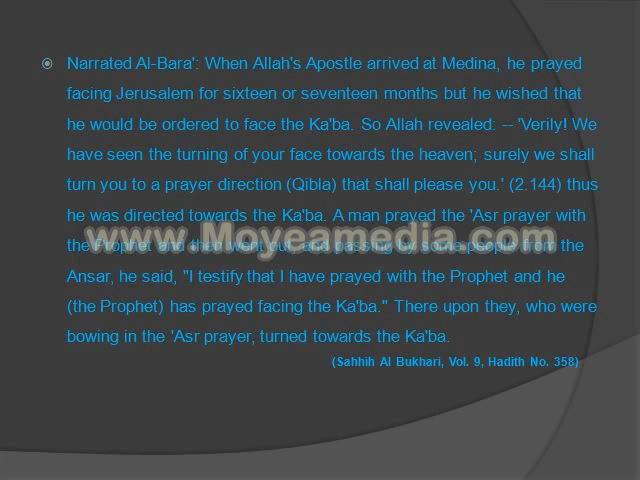 Narrated Al-Bara': When Allah's Apostle arrived at Medina, he prayed
facing Jerusalem for sixteen or seventeen months but he wished that
he would be ordered to face the Ka'ba. So Allah revealed: -- 'Verily! We
have seen the turning of your face towards the heaven; surely we shall
turn you to a prayer direction (Qibla) that shall please you.' (2.144) thus
he was directed towards the Ka'ba. A man prayed the 'Asr prayer with
the Prophet and then went out, and passing by some people from the
www.Moyeamedia.com
Ansar, he said, "I testify that I have prayed with the Prophet and he
(the Prophet) has prayed facing the Ka'ba." There upon they, who were
bowing in the 'Asr prayer, turned towards the Ka'ba.
(Sahhih Al Bukhari, Vol. 9, Hadith No. 358)